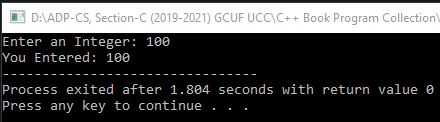 D:\ADP-CS, Section-C (2019-2021) GCUF UCC\C++ Book Program Collection\
Enter an Integer: 100
You Entered: 100
--------------------------------
Process exited after 1.804 seconds with return value 0
Press any key to continue . . .